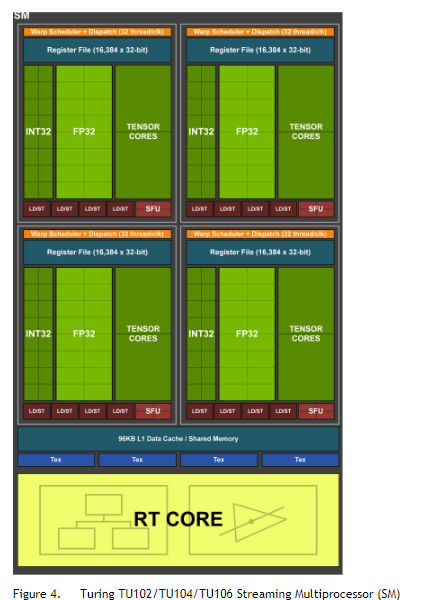 SM
Warp Scheduler + Dispatch (32 thread/clk)
Register File (16,384 x 32-bit)
INT32
FP32
TENSOR
CORES
LD/ST LD/ST LD/ST LD/ST SFU
Warp Scheduler + Dispatch (32 thread/clk)
Register File (16,384 x 32-bit)
INT32
FP32
TENSOR
CORES
LD/ST LD/ST LD/ST LD/ST SFU
Warp Scheduler + Dispatch (32 thread/clk)
Register File (16,384 x 32-bit)
INT32
FP32
TENSOR
CORES
LD/ST LD/ST LD/ST LD/ST SFU
Warp Scheduler + Dispatch (32 thread/clk)
Register File (16,384 x 32-bit)
INT32
FP32
TENSOR
CORES
LD/ST LD/ST LD/ST LD/ST SFU
96KB L1 Data Cache / Shared Memory
Tex Tex Tex Tex
RT CORE
Figure 4. Turing TU102/TU104/TU106 Streaming Multiprocessor (SM)